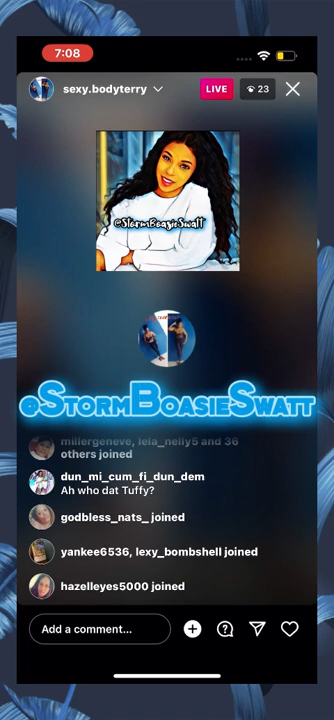 7:08
sexy.bodyterry
LIVE
23
@StormBoasieSwatt
@StormBoasieSwatt
millergeneve, lela_nelly5 and 36
others joined
dun_mi_cum_fi_dun_dem
Ah who dat Tuffy?
godbless_nats_ joined
yankee6536, lexy_bombshell joined
hazelleyes5000 joined
Add a comment...